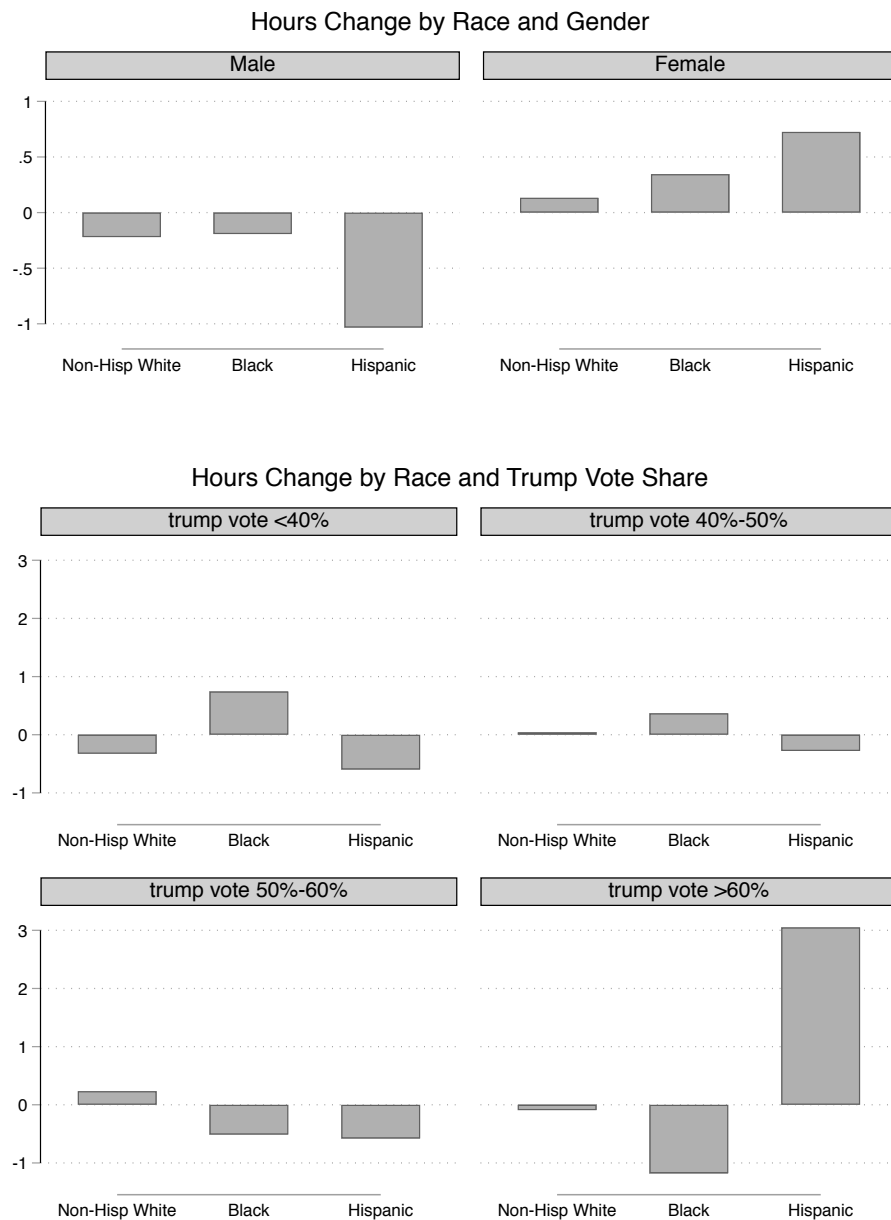 Hours Change by Race and Gender
Male Female
1
.5
0
-.5
-1
Non-Hisp White Black Hispanic Non-Hisp White Black Hispanic
Hours Change by Race and Trump Vote Share
trump vote <40% trump vote 40%-50%
3
2
1
0
-1
Non-Hisp White Black Hispanic Non-Hisp White Black Hispanic
trump vote 50%-60% trump vote >60%
3
2
1
0
-1
Non-Hisp White Black Hispanic Non-Hisp White Black Hispanic